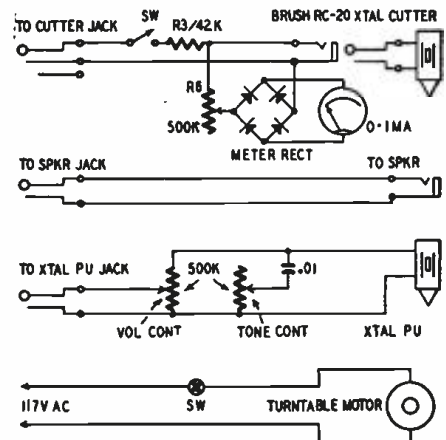 TO CUTTER JACK
SW
R3/42K
BRUSH RC-20 XTAL CUTTER
R6
500K
METER RECT
0-1MA
TO SPKR JACK
TO SPKR
TO XTAL PU JACK
500K
.01
VOL CONT
TONE CONT
XTAL PU
117V AC
SW
TURNTABLE MOTOR